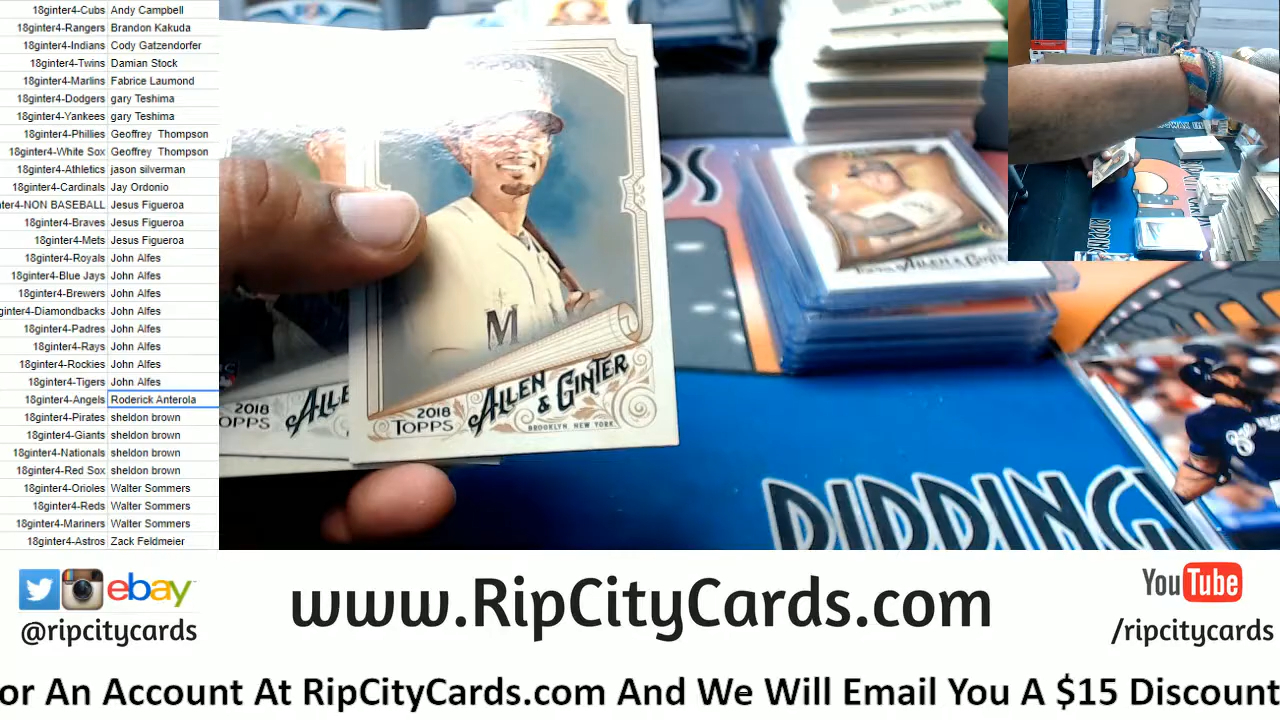 18ginter4-Cubs Andy Campbell
18ginter4-Rangers Brandon Kakuda
18ginter4-Indians Cody Gatzendorfer
18ginter4-Twins Damian Stock
18ginter4-Marlins Fabrice Laumond
18ginter4-Dodgers gary Teshima
18ginter4-Yankees gary Teshima
18ginter4-Phillies Geoffrey Thompson
18ginter4-White Sox Geoffrey Thompson
18ginter4-Athletics jason silverman
18ginter4-Cardinals Jay Ordonio
nter4-NON BASEBALL Jesus Figueroa
18ginter4-Braves Jesus Figueroa
18ginter4-Mets Jesus Figueroa
18ginter4-Royals John Alfes
18ginter4-Blue Jays John Alfes
18ginter4-Brewers John Alfes
ginter4-Diamondbacks John Alfes
18ginter4-Padres John Alfes
18ginter4-Rays John Alfes
18ginter4-Rockies John Alfes
18ginter4-Tigers John Alfes
18ginter4-Angels Roderick Anterola
18ginter4-Pirates sheldon brown
18ginter4-Giants sheldon brown
18ginter4-Nationals sheldon brown
18ginter4-Red Sox sheldon brown
18ginter4-Orioles Walter Sommers
18ginter4-Reds Walter Sommers
18ginter4-Mariners Walter Sommers
18ginter4-Astros Zack Feldmeier
M
2018
TOPPS
ALLEN
& GINTER
BROOKLYN, NEW YORK
2018
OPPS
ALLE
&
DS
ALLEN & GINTE
RIPPING
ebay
@ripcitycards
www.RipCityCards.com
YouTube
/ripcitycards
or An Account At RipCityCards.com And We Will Email You A $15 Discount